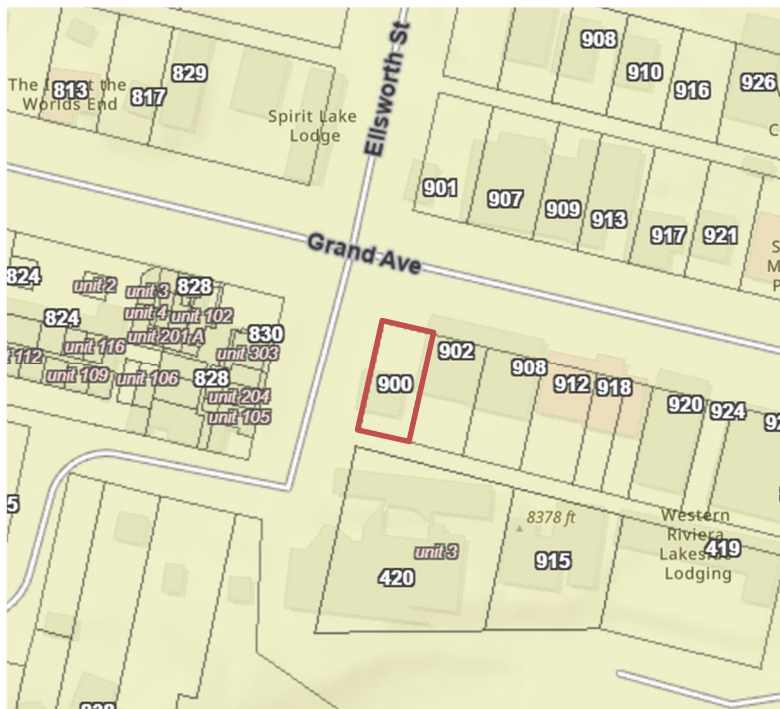 Ellsworth St
908
910
916
926
829
813
817
The
the
Worlds End
Spirit Lake
Lodge
901
907
909
913
917
921
Grand Ave
824
unit 2
unit 3
828
unit 4
unit 102
824
830
unit 201 A
unit 116
unit 303
112
unit 109
unit 106
828
unit 204
unit 105
902
900
908
912
918
920
924
8378 ft
Western
Riviera
Lakeside
Lodging
419
unit 3
915
420
5